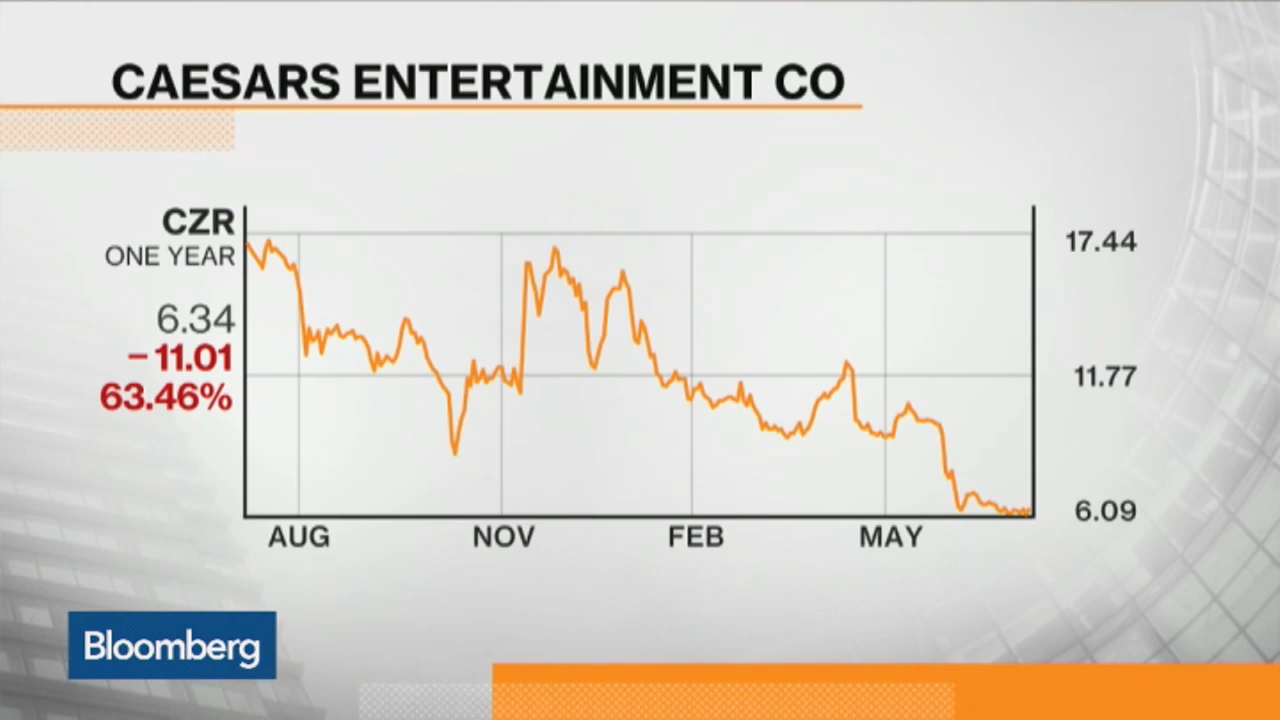 CAESARS ENTERTAINMENT CO
CZR
ONE YEAR
6.34
–11.01
63.46%
17.44
11.77
6.09
AUG NOV FEB MAY
Bloomberg